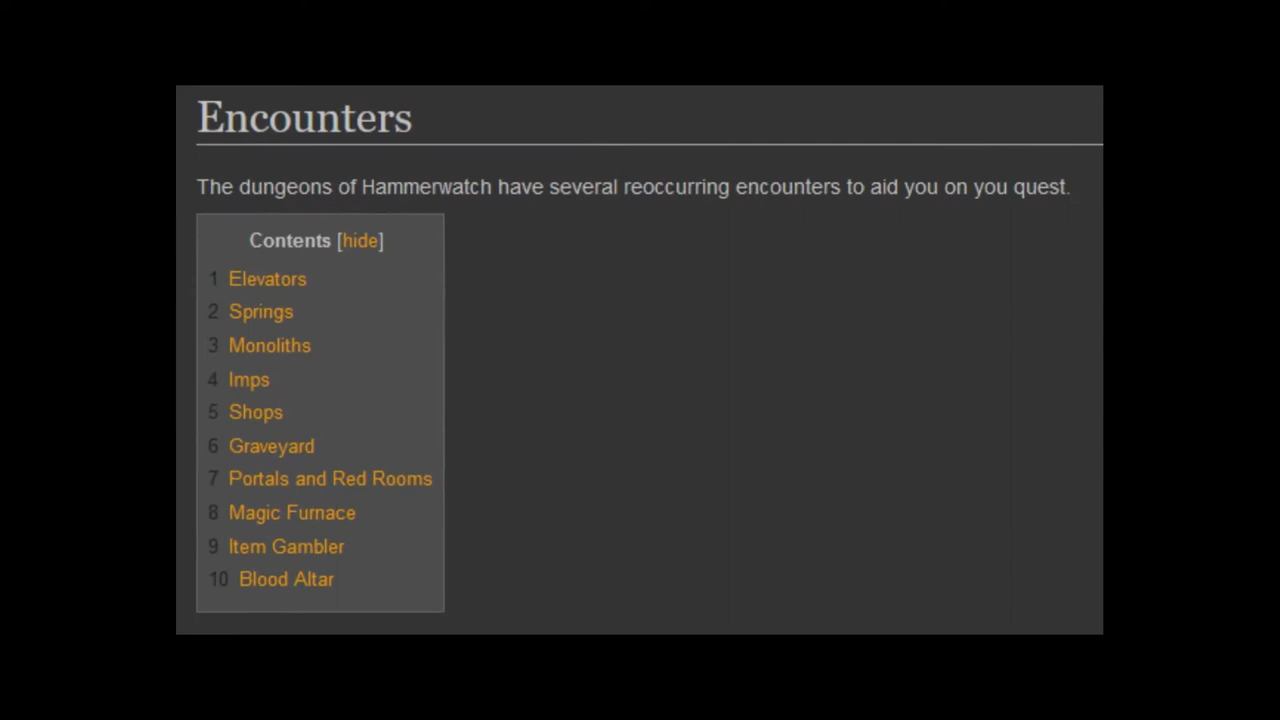 Encounters
The dungeons of Hammerwatch have several reoccurring encounters to aid you on you quest.
Contents [hide]
1 Elevators
2 Springs
3 Monoliths
4 Imps
5 Shops
6 Graveyard
7 Portals and Red Rooms
8 Magic Furnace
9 Item Gambler
10 Blood Altar